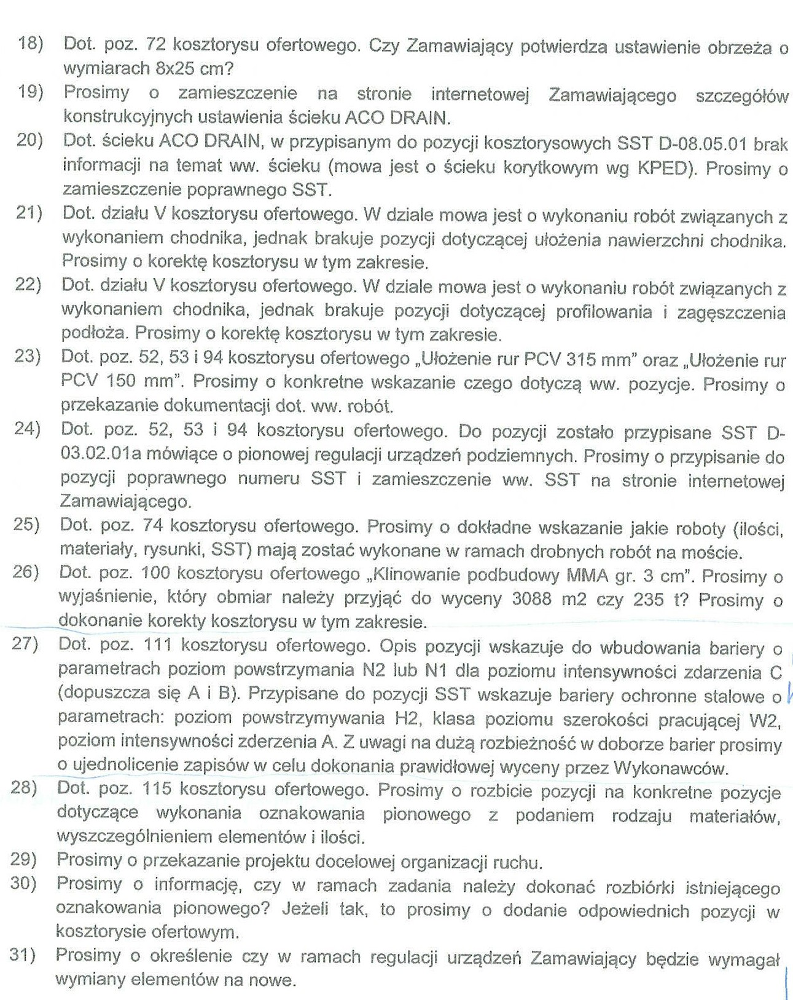 18) Dot. poz. 72 kosztorysu ofertowego. Czy Zamawiający potwierdza ustawienie obrzeża o
wymiarach 8x25 cm?
19) Prosimy o zamieszczenie na stronie internetowej Zamawiającego szczegółów
konstrukcyjnych ustawienia ścieku ACO DRAIN.
20) Dot. ścieku ACO DRAIN, w przypisanym do pozycji kosztorysowych SST D-08.05.01 brak
informacji na temat ww. ścieku (mowa jest o ścieku korytkowym wg KPED). Prosimy o
zamieszczenie poprawnego SST.
21) Dot. działu V kosztorysu ofertowego. W dziale mowa jest o wykonaniu robót związanych z
wykonaniem chodnika, jednak brakuje pozycji dotyczącej ułożenia nawierzchni chodnika.
Prosimy o korektę kosztorysu w tym zakresie.
22) Dot. działu V kosztorysu ofertowego. W dziale mowa jest o wykonaniu robót związanych z
wykonaniem chodnika, jednak brakuje pozycji dotyczącej profilowania i zagęszczenia
podłoża. Prosimy o korektę kosztorysu w tym zakresie.
23) Dot. poz. 52, 53 i 94 kosztorysu ofertowego „Ułożenie rur PCV 315 mm” oraz „Ułożenie rur
PCV 150 mm”. Prosimy o konkretne wskazanie czego dotyczą ww. pozycje. Prosimy o
przekazanie dokumentacji dot. ww. robót.
24) Dot. poz. 52, 53 i 94 kosztorysu ofertowego. Do pozycji zostało przypisane SST D-
03.02.01a mówiące o pionowej regulacji urządzeń podziemnych. Prosimy o przypisanie do
pozycji poprawnego numeru SST i zamieszczenie ww. SST na stronie internetowej
Zamawiającego.
25) Dot. poz. 74 kosztorysu ofertowego. Prosimy o dokładne wskazanie jakie roboty (ilości,
materiały, rysunki, SST) mają zostać wykonane w ramach drobnych robót na moście.
26) Dot. poz. 100 kosztorysu ofertowego „Klinowanie podbudowy MMA gr. 3 cm”. Prosimy o
wyjaśnienie, który obmiar należy przyjąć do wyceny 3088 m2 czy 235 t? Prosimy o
dokonanie korekty kosztorysu w tym zakresie.
27) Dot. poz. 111 kosztorysu ofertowego. Opis pozycji wskazuje do wbudowania bariery o
parametrach poziom powstrzymania N2 lub N1 dla poziomu intensywności zdarzenia C
(dopuszcza się A i B). Przypisane do pozycji SST wskazuje bariery ochronne stalowe o
parametrach: poziom powstrzymywania H2, klasa poziomu szerokości pracującej W2,
poziom intensywności zderzenia A. Z uwagi na dużą rozbieżność w doborze barier prosimy
o ujednolicenie zapisów w celu dokonania prawidłowej wyceny przez Wykonawców.
28) Dot. poz. 115 kosztorysu ofertowego. Prosimy o rozbicie pozycji na konkretne pozycje
dotyczące wykonania oznakowania pionowego z podaniem rodzaju materiałów,
wyszczególnieniem elementów i ilości.
29) Prosimy o przekazanie projektu docelowej organizacji ruchu.
30) Prosimy o informację, czy w ramach zadania należy dokonać rozbiórki istniejącego
oznakowania pionowego? Jeżeli tak, to prosimy o dodanie odpowiednich pozycji w
kosztorysie ofertowym.
31) Prosimy o określenie czy w ramach regulacji urządzeń Zamawiający będzie wymagał
wymiany elementów na nowe.